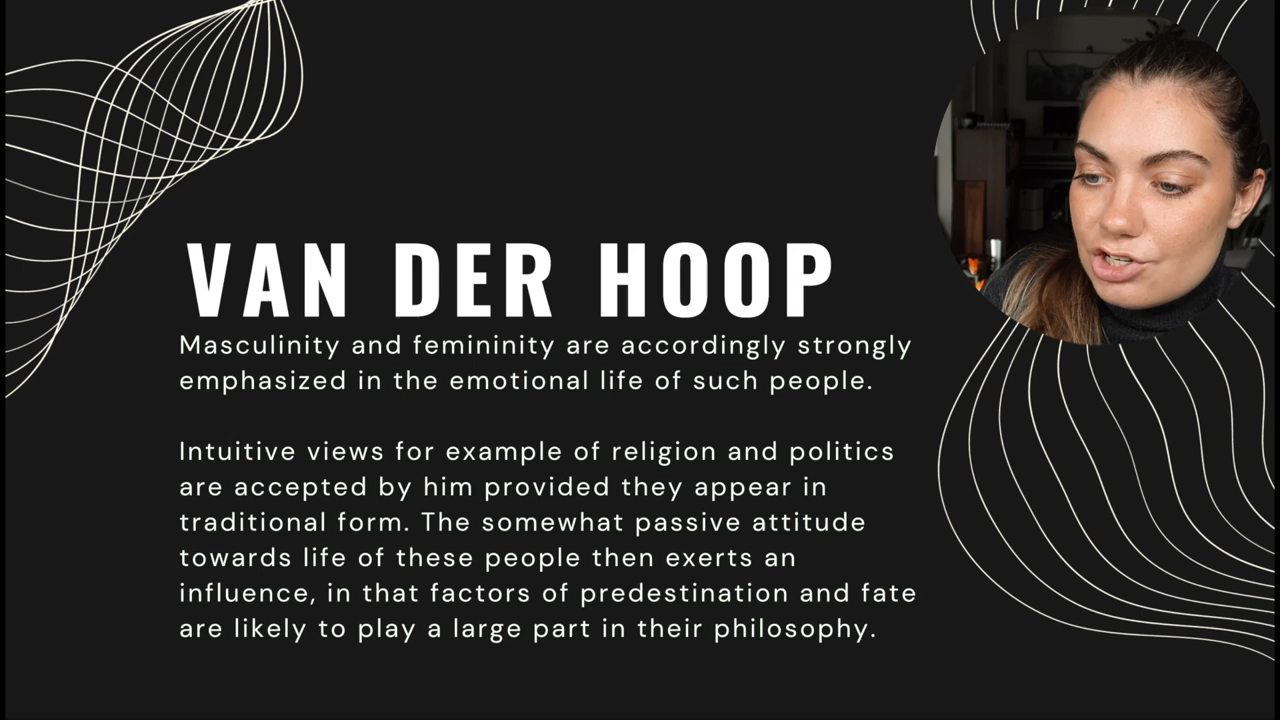 VAN DER HOOP
Masculinity and femininity are accordingly strongly
emphasized in the emotional life of such people.
Intuitive views for example of religion and politics
are accepted by him provided they appear in
traditional form. The somewhat passive attitude
towards life of these people then exerts an
influence, in that factors of predestination and fate
are likely to play a large part in their philosophy.